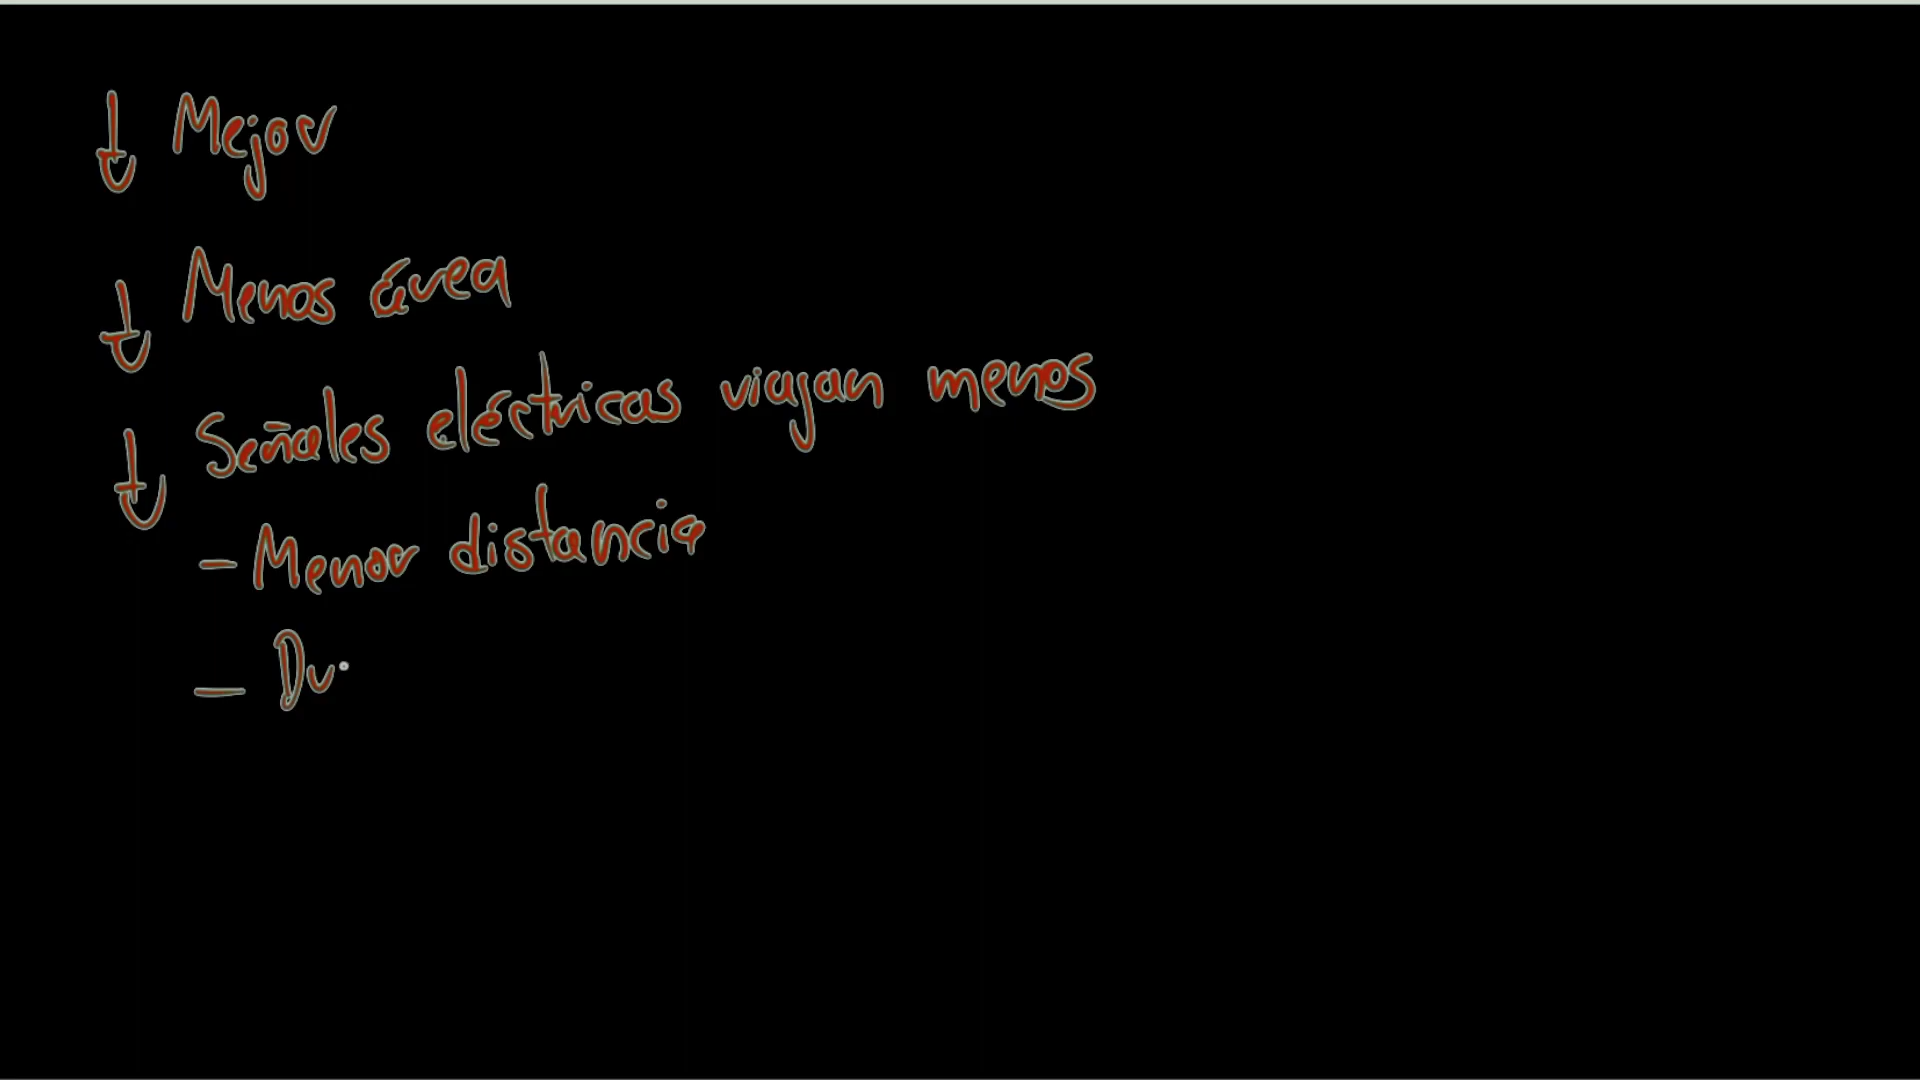 ↓ Mejor
↓ Menos área
↓ Señales eléctricas viajan menos
- Menor distancia
- Du